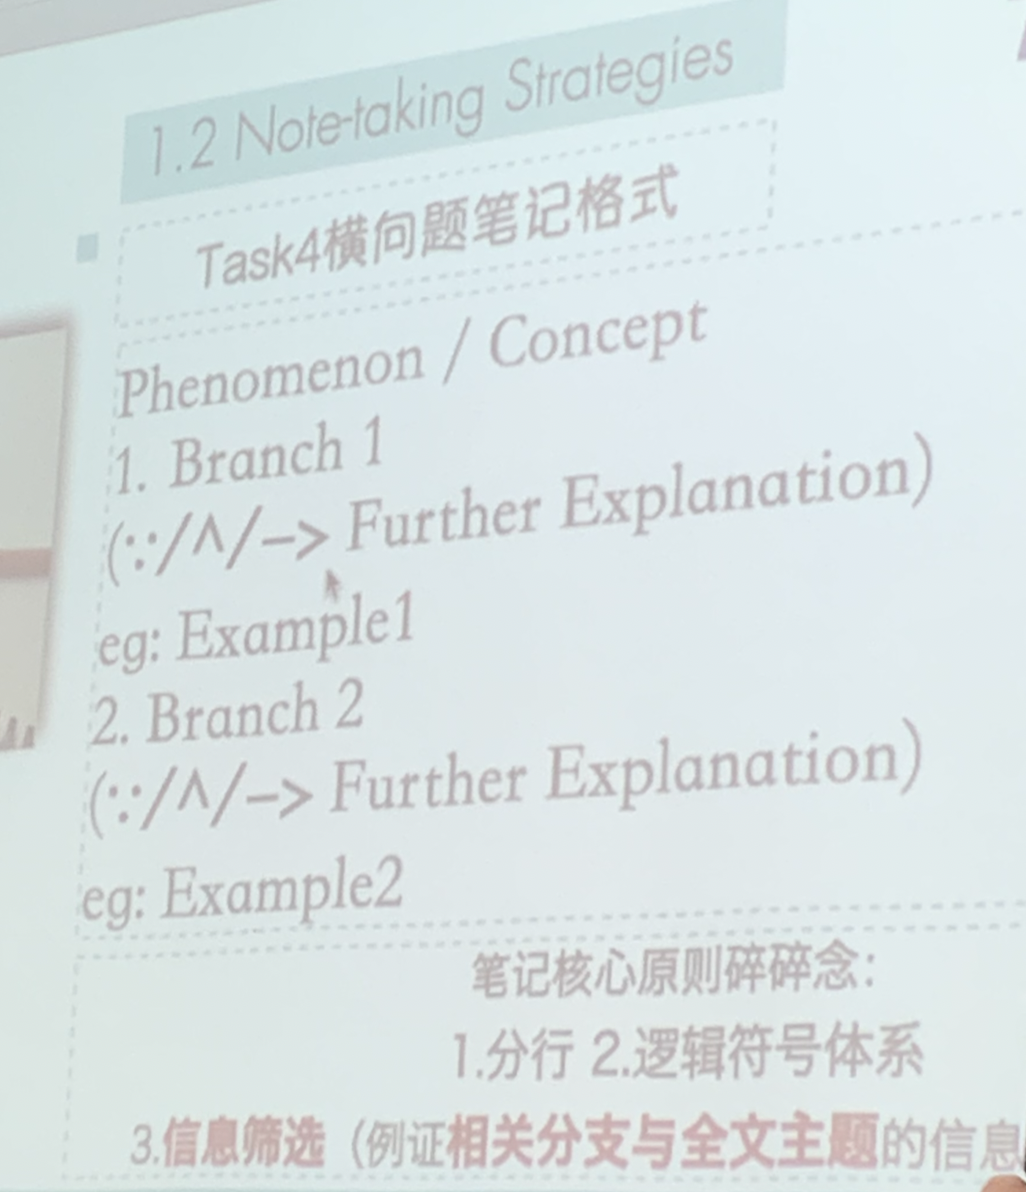 1.2 Note-taking Strategies
Task4横向题笔记格式
Phenomenon / Concept
1. Branch 1
(∵/^/–> Further Explanation)
eg: Example1
2. Branch 2
(∵/^/–> Further Explanation)
eg: Example2
笔记核心原则碎碎念：
1.分行 2.逻辑符号体系
3.信息筛选（例证相关分支与全文主题的信息